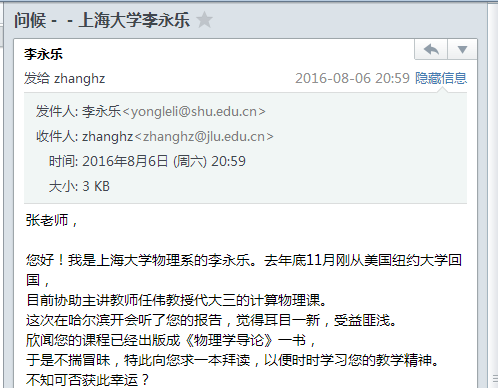 问候 - - 上海大学李永乐
李永乐
发给 zhanghz 2016-08-06 20:59 隐藏信息
发件人: 李永乐<yongleli@shu.edu.cn>
收件人: zhanghz<zhanghz@jlu.edu.cn>
时间: 2016年8月6日 (周六) 20:59
大小: 3 KB
张老师，
您好！我是上海大学物理系的李永乐。去年底11月刚从美国纽约大学回
国，
目前协助主讲教师任伟教授代大三的计算物理课。
这次在哈尔滨开会听了您的报告，觉得耳目一新，受益匪浅。
欣闻您的课程已经出版成《物理学导论》一书，
于是不揣冒昧，特此向您求一本拜读，以便时时学习您的教学精神。
不知可否获此幸运？